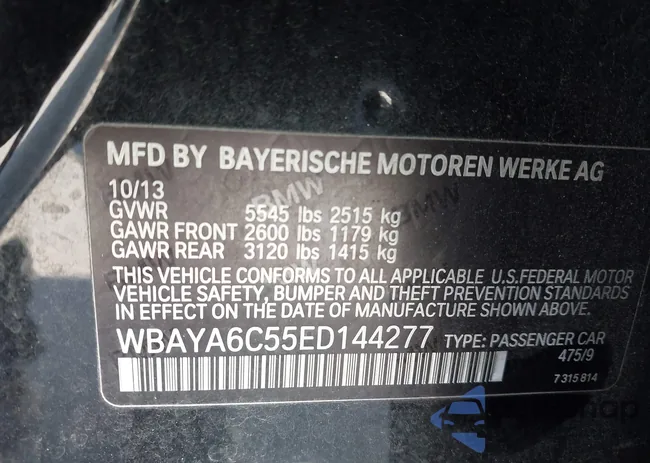 MFD BY BAYERISCHE MOTOREN WERKE AG
10/13
GVWR 5545 lbs 2515 kg
GAWR FRONT 2600 lbs 1179 kg
GAWR REAR 3120 lbs 1415 kg
THIS VEHICLE CONFORMS TO ALL APPLICABLE U.S.FEDERAL MOTOR
VEHICLE SAFETY, BUMPER, AND THEFT PREVENTION STANDARDS
IN EFFECT ON THE DATE OF MANUFACTURE SHOWN ABOVE.
WBAYA6C55ED144277 TYPE: PASSENGER CAR
475/9
7315814
BMW
BMW